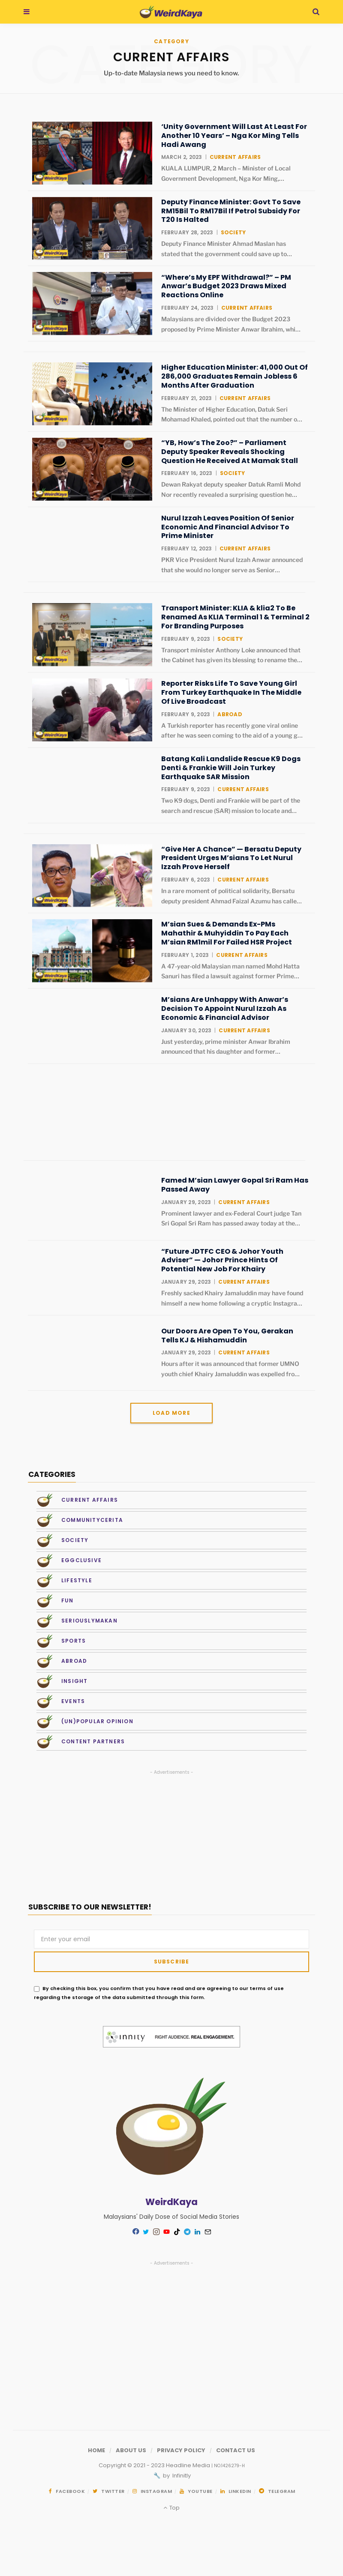 WeirdKaya
CATEGORY
CURRENT AFFAIRS
Up-to-date Malaysia news you need to know.
‘Unity Government Will Last At Least For
Another 10 Years’ – Nga Kor Ming Tells
Hadi Awang
MARCH 2, 2023 | CURRENT AFFAIRS
KUALA LUMPUR, 2 March – Minister of Local
Government Development, Nga Kor Ming,…
Deputy Finance Minister: Govt To Save
RM15Bil To RM17Bil If Petrol Subsidy For
T20 Is Halted
FEBRUARY 28, 2023 | SOCIETY
Deputy Finance Minister Ahmad Maslan has
stated that the government could save up to…
“Where’s My EPF Withdrawal?” – PM
Anwar’s Budget 2023 Draws Mixed
Reactions Online
FEBRUARY 24, 2023 | CURRENT AFFAIRS
Malaysians are divided over the Budget 2023
proposed by Prime Minister Anwar Ibrahim, whi…
Higher Education Minister: 41,000 Out Of
286,000 Graduates Remain Jobless 6
Months After Graduation
FEBRUARY 21, 2023 | CURRENT AFFAIRS
The Minister of Higher Education, Datuk Seri
Mohamad Khaled, pointed out that the number o…
“YB, How’s The Zoo?” – Parliament
Deputy Speaker Reveals Shocking
Question He Received At Mamak Stall
FEBRUARY 16, 2023 | SOCIETY
Dewan Rakyat deputy speaker Datuk Ramli Mohd
Nor recently revealed a surprising question he…
Nurul Izzah Leaves Position Of Senior
Economic And Financial Advisor To
Prime Minister
FEBRUARY 12, 2023 | CURRENT AFFAIRS
PKR Vice President Nurul Izzah Anwar announced
that she would no longer serve as Senior…
Transport Minister: KLIA & klia2 To Be
Renamed As KLIA Terminal 1 & Terminal 2
For Branding Purposes
FEBRUARY 9, 2023 | SOCIETY
Transport minister Anthony Loke announced that
the Cabinet has given its blessing to rename the…
Reporter Risks Life To Save Young Girl
From Turkey Earthquake In The Middle
Of Live Broadcast
FEBRUARY 9, 2023 | ABROAD
A Turkish reporter has recently gone viral online
after he was seen coming to the aid of a young g…
Batang Kali Landslide Rescue K9 Dogs
Denti & Frankie Will Join Turkey
Earthquake SAR Mission
FEBRUARY 9, 2023 | CURRENT AFFAIRS
Two K9 dogs, Denti and Frankie will be part of the
search and rescue (SAR) mission to locate and…
“Give Her A Chance” — Bersatu Deputy
President Urges M’sians To Let Nurul
Izzah Prove Herself
FEBRUARY 6, 2023 | CURRENT AFFAIRS
In a rare moment of political solidarity, Bersatu
deputy president Ahmad Faizal Azumu has calle…
M’sian Sues & Demands Ex-PMs
Mahathir & Muhyiddin To Pay Each
M’sian RM1mil For Failed HSR Project
FEBRUARY 1, 2023 | CURRENT AFFAIRS
A 47-year-old Malaysian man named Mohd Hatta
Sanuri has filed a lawsuit against former Prime…
M’sians Are Unhappy With Anwar’s
Decision To Appoint Nurul Izzah As
Economic & Financial Advisor
JANUARY 30, 2023 | CURRENT AFFAIRS
Just yesterday, prime minister Anwar Ibrahim
announced that his daughter and former…
Famed M’sian Lawyer Gopal Sri Ram Has
Passed Away
JANUARY 29, 2023 | CURRENT AFFAIRS
Prominent lawyer and ex-Federal Court judge Tan
Sri Gopal Sri Ram has passed away today at the…
“Future JDTFC CEO & Johor Youth
Adviser” — Johor Prince Hints Of
Potential New Job For Khairy
JANUARY 29, 2023 | CURRENT AFFAIRS
Freshly sacked Khairy Jamaluddin may have found
himself a new home following a cryptic Instagra…
Our Doors Are Open To You, Gerakan
Tells KJ & Hishamuddin
JANUARY 29, 2023 | CURRENT AFFAIRS
Hours after it was announced that former UMNO
youth chief Khairy Jamaluddin was expelled fro…
LOAD MORE
CATEGORIES
CURRENT AFFAIRS
COMMUNITYCERITA
SOCIETY
EGGCLUSIVE
LIFESTYLE
FUN
SERIOUSLYMAKAN
SPORTS
ABROAD
INSIGHT
EVENTS
(UN)POPULAR OPINION
CONTENT PARTNERS
- Advertisements -
SUBSCRIBE TO OUR NEWSLETTER!
Enter your email
SUBSCRIBE
By checking this box, you confirm that you have read and are agreeing to our terms of use
regarding the storage of the data submitted through this form.
innity RIGHT AUDIENCE. REAL ENGAGEMENT.
WeirdKaya
Malaysians' Daily Dose of Social Media Stories
- Advertisements -
HOME / ABOUT US / PRIVACY POLICY / CONTACT US
Copyright © 2021 - 2023 Headline Media
by Infinity
FACEBOOK TWITTER INSTAGRAM YOUTUBE LINKEDIN TELEGRAM
Top